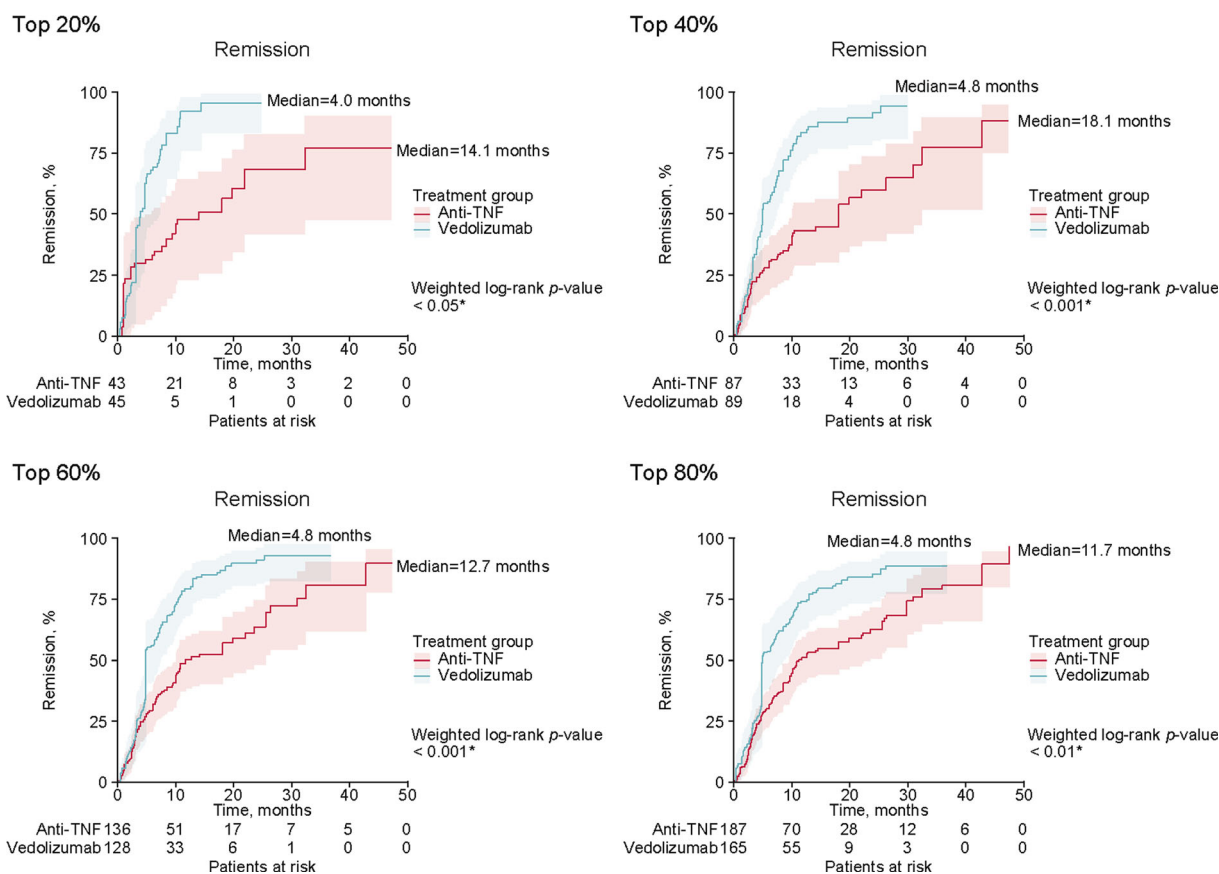 Top 20%
Remission
100
75
50
25
0
Remission, %
Median=4.0 months
Median=14.1 months
Treatment group
Anti-TNF
Vedolizumab
Weighted log-rank p-value
< 0.05*
0 10 20 30 40 50
Time, months
Anti-TNF 43 21 8 3 2 0
Vedolizumab 45 5 1 0 0 0
Patients at risk
Top 40%
Remission
100
75
50
25
0
Remission, %
Median=4.8 months
Median=18.1 months
Treatment group
Anti-TNF
Vedolizumab
Weighted log-rank p-value
< 0.001*
0 10 20 30 40 50
Time, months
Anti-TNF 87 33 13 6 4 0
Vedolizumab 89 18 4 0 0 0
Patients at risk
Top 60%
Remission
100
75
50
25
0
Remission, %
Median=4.8 months
Median=12.7 months
Treatment group
Anti-TNF
Vedolizumab
Weighted log-rank p-value
< 0.001*
0 10 20 30 40 50
Time, months
Anti-TNF 136 51 17 7 5 0
Vedolizumab 128 33 6 1 0 0
Patients at risk
Top 80%
Remission
100
75
50
25
0
Remission, %
Median=4.8 months
Median=11.7 months
Treatment group
Anti-TNF
Vedolizumab
Weighted log-rank p-value
< 0.01*
0 10 20 30 40 50
Time, months
Anti-TNF 187 70 28 12 6 0
Vedolizumab 165 55 9 3 0 0
Patients at risk